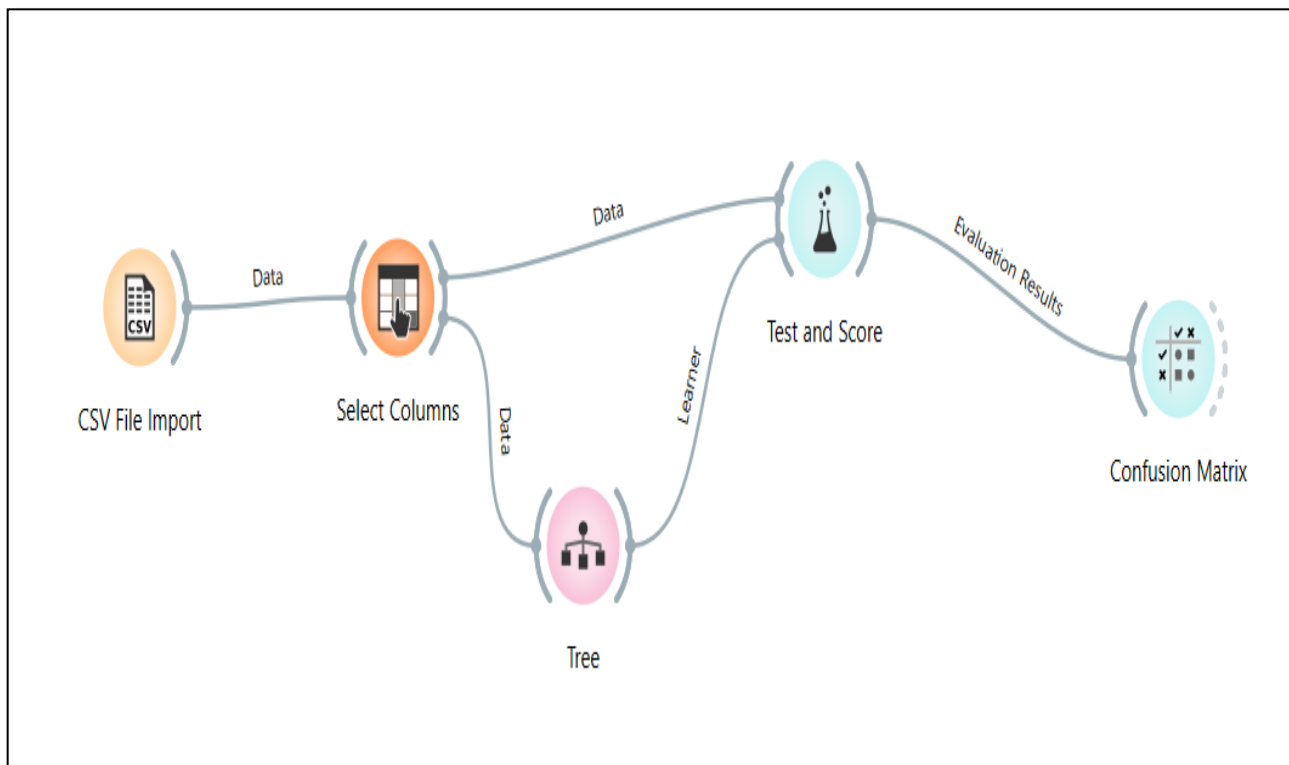 CSV
CSV File Import
Data
Select Columns
Data
Data
Tree
Learner
Test and Score
Evaluation Results
Confusion Matrix